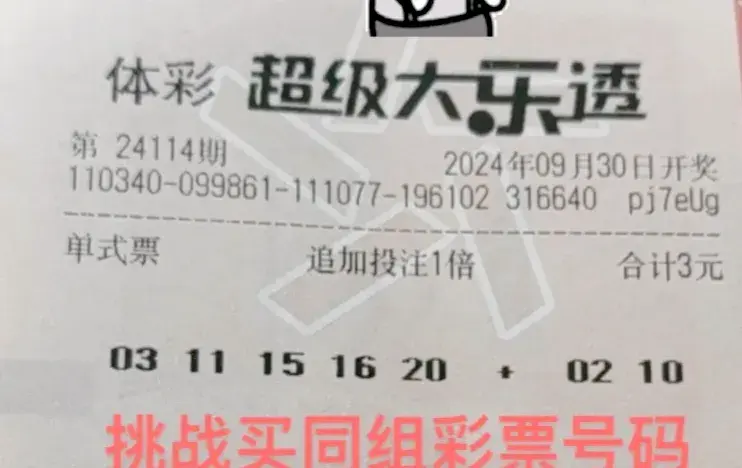 体彩 超级大乐透
第 24114期 2024年09月30日开奖
110340-099861-111077-196102 316640 pj7eUg
单式票 追加投注1倍 合计3元
03 11 15 16 20 + 02 10
挑战买同组彩票号码